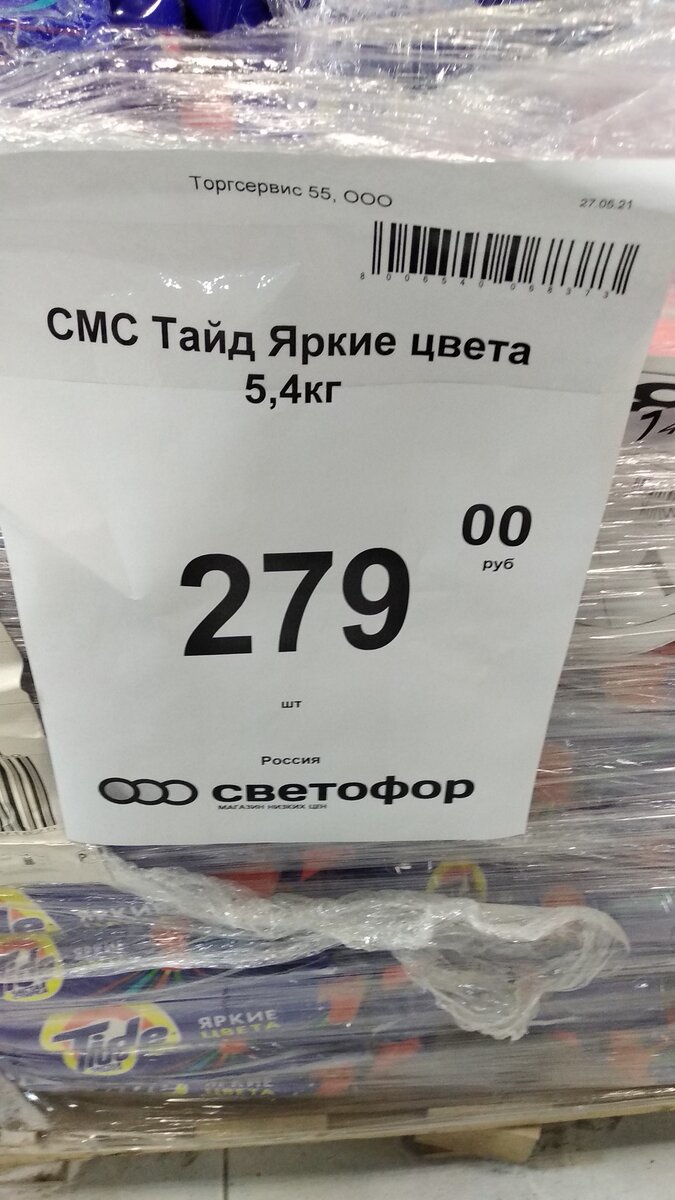 Торгсервис 55, ООО
27.05.21
8006540068373
СМС Тайд Яркие цвета
5,4кг
279
00
руб
шт
Россия
светофор
МАГАЗИН НИЗКИХ ЦЕН
Tide
ЯРКИЕ
ЦВЕТА